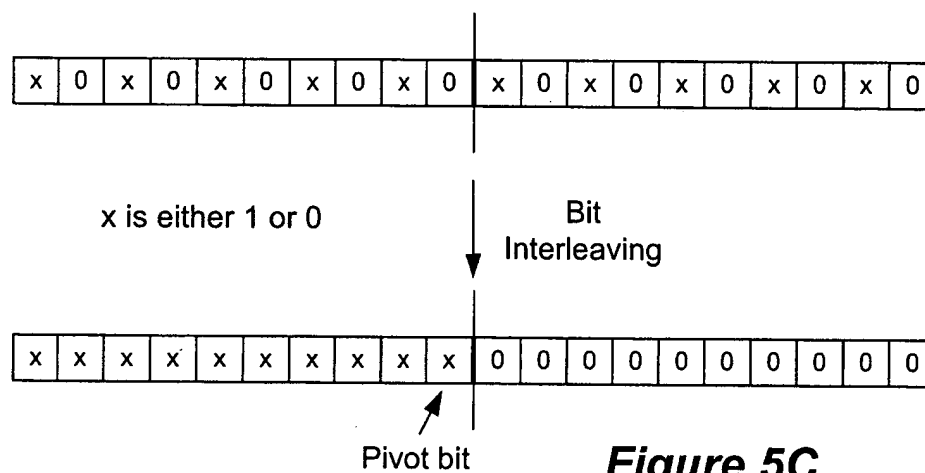 x 0 x 0 x 0 x 0 x 0 x 0 x 0 x 0 x 0 x 0
x is either 1 or 0
Bit
Interleaving
x x x x x x x x x x 0 0 0 0 0 0 0 0 0 0
Pivot bit
Figure 5C